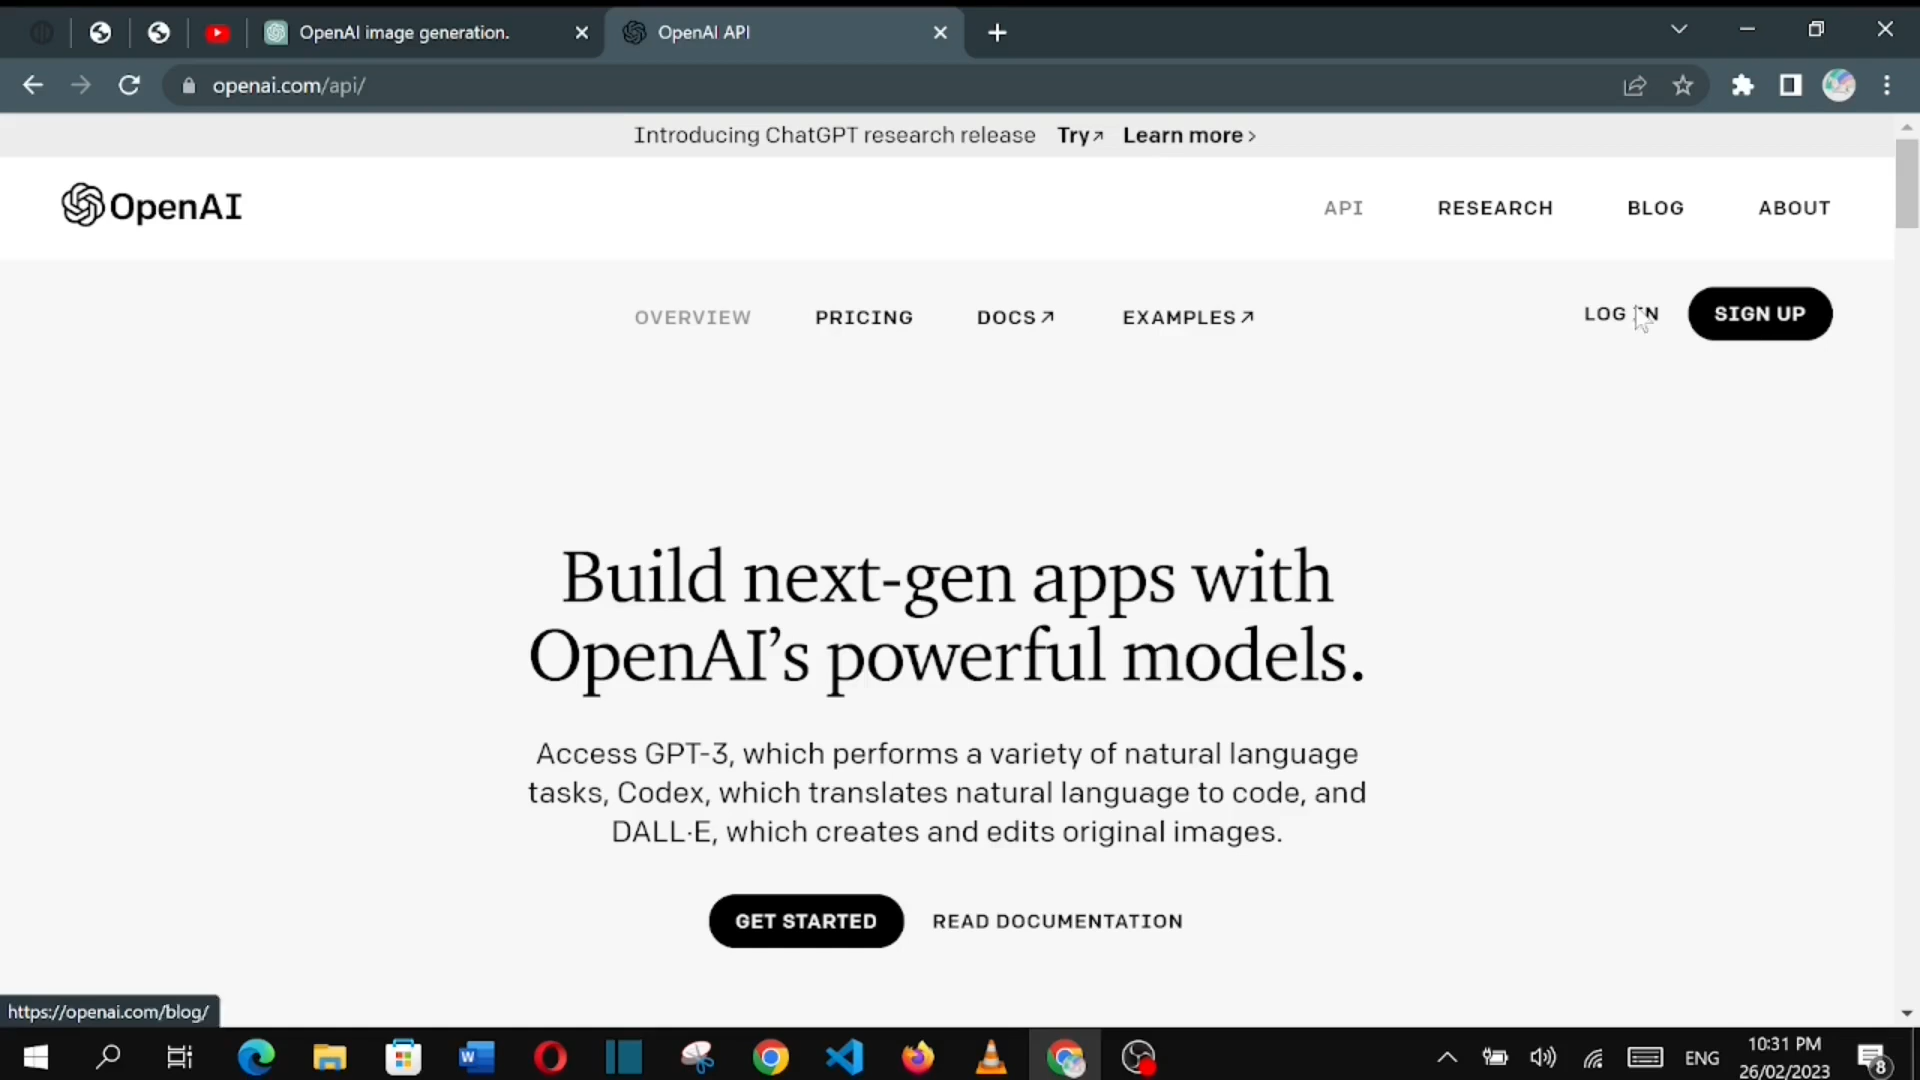 OpenAI image generation.
OpenAI API
openai.com/api/
Introducing ChatGPT research release Try↗ Learn more ›
OpenAI
API RESEARCH BLOG ABOUT
OVERVIEW PRICING DOCS↗ EXAMPLES↗
LOG IN SIGN UP
Build next-gen apps with
OpenAI’s powerful models.
Access GPT-3, which performs a variety of natural language
tasks, Codex, which translates natural language to code, and
DALL·E, which creates and edits original images.
GET STARTED READ DOCUMENTATION
https://openai.com/blog/
ENG
10:31 PM
26/02/2023
8